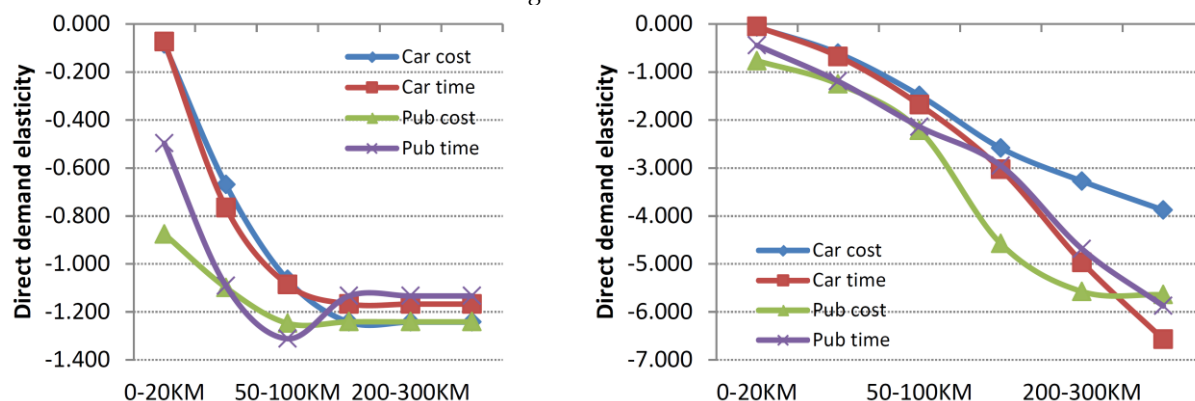 0.000
-0.200
-0.400
-0.600
-0.800
-1.000
-1.200
-1.400
Direct demand elasticity
Car cost
Car time
Pub cost
Pub time
0-20KM 50-100KM 200-300KM
0.000
-1.000
-2.000
-3.000
-4.000
-5.000
-6.000
-7.000
Direct demand elasticity
Car cost
Car time
Pub cost
Pub time
0-20KM 50-100KM 200-300KM